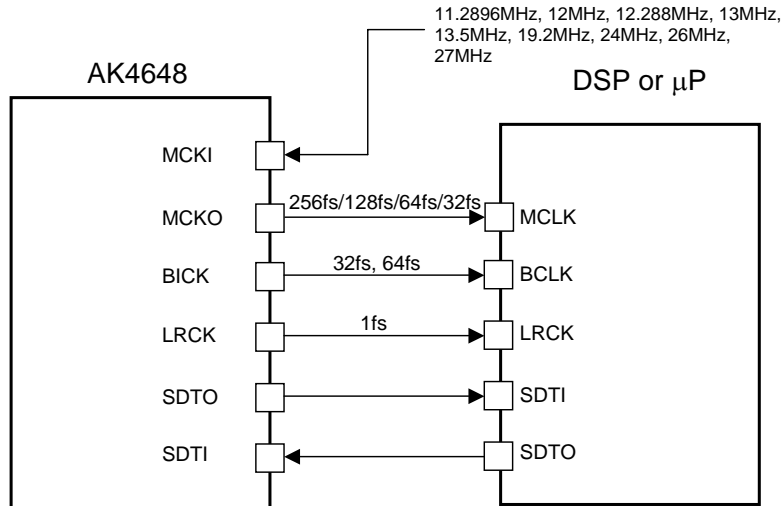 11.2896MHz, 12MHz, 12.288MHz, 13MHz,
13.5MHz, 19.2MHz, 24MHz, 26MHz,
27MHz
AK4648
DSP or μP
MCKI
MCKO
256fs/128fs/64fs/32fs
MCLK
BICK
32fs, 64fs
BCLK
LRCK
1fs
LRCK
SDTO
SDTI
SDTI
SDTO